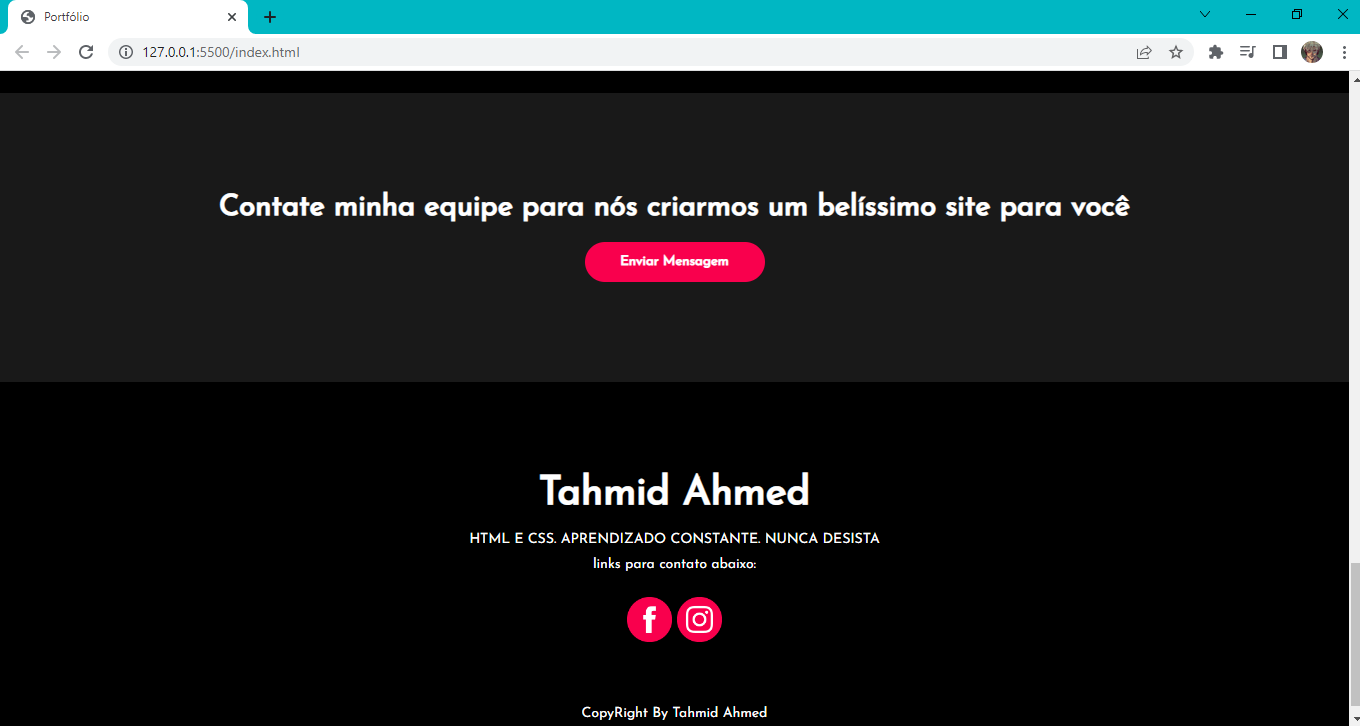 Portfólio
127.0.0.1:5500/index.html
Contate minha equipe para nós criarmos um belíssimo site para você
Enviar Mensagem
Tahmid Ahmed
HTML E CSS. APRENDIZADO CONSTANTE. NUNCA DESISTA
links para contato abaixo:
CopyRight By Tahmid Ahmed